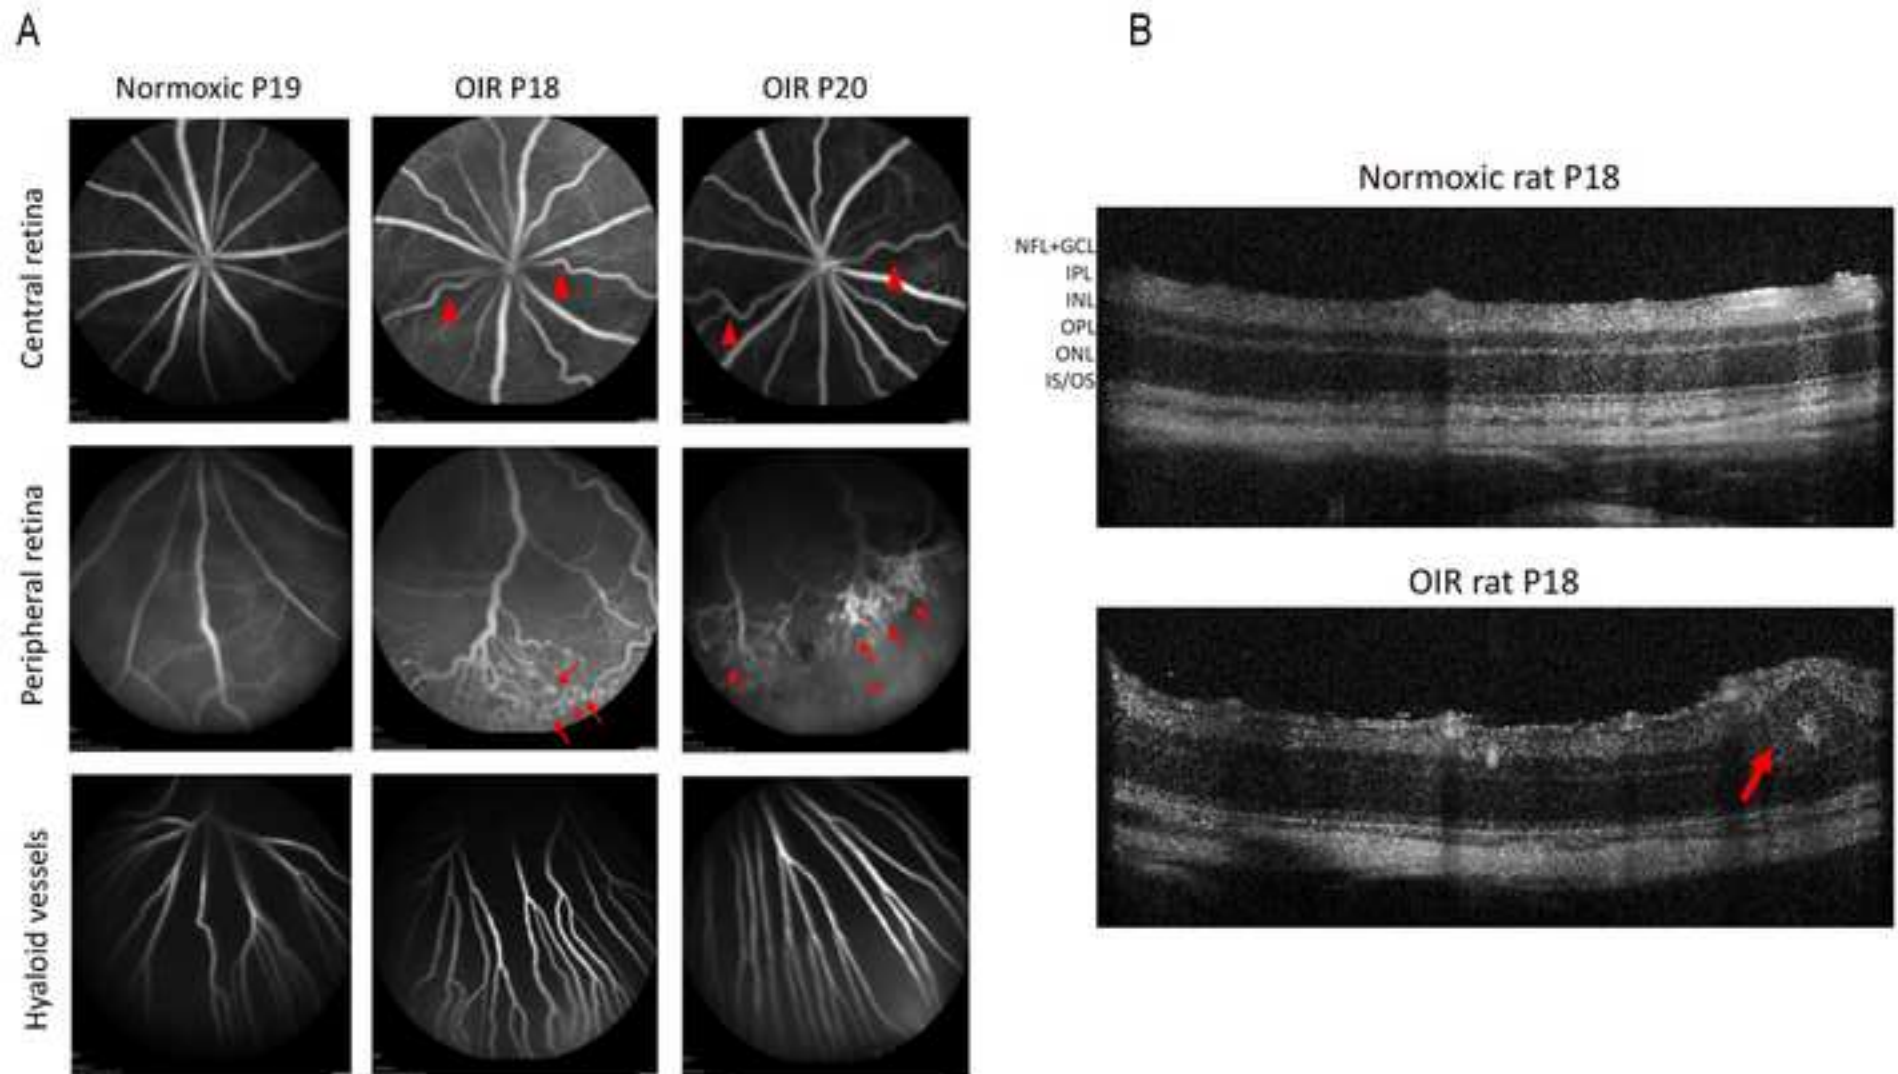 A
Normoxic P19
OIR P18
OIR P20
Central retina
Peripheral retina
Hyaloid vessels
B
Normoxic rat P18
NFL+GCL
IPL
INL
OPL
ONL
IS/OS
OIR rat P18